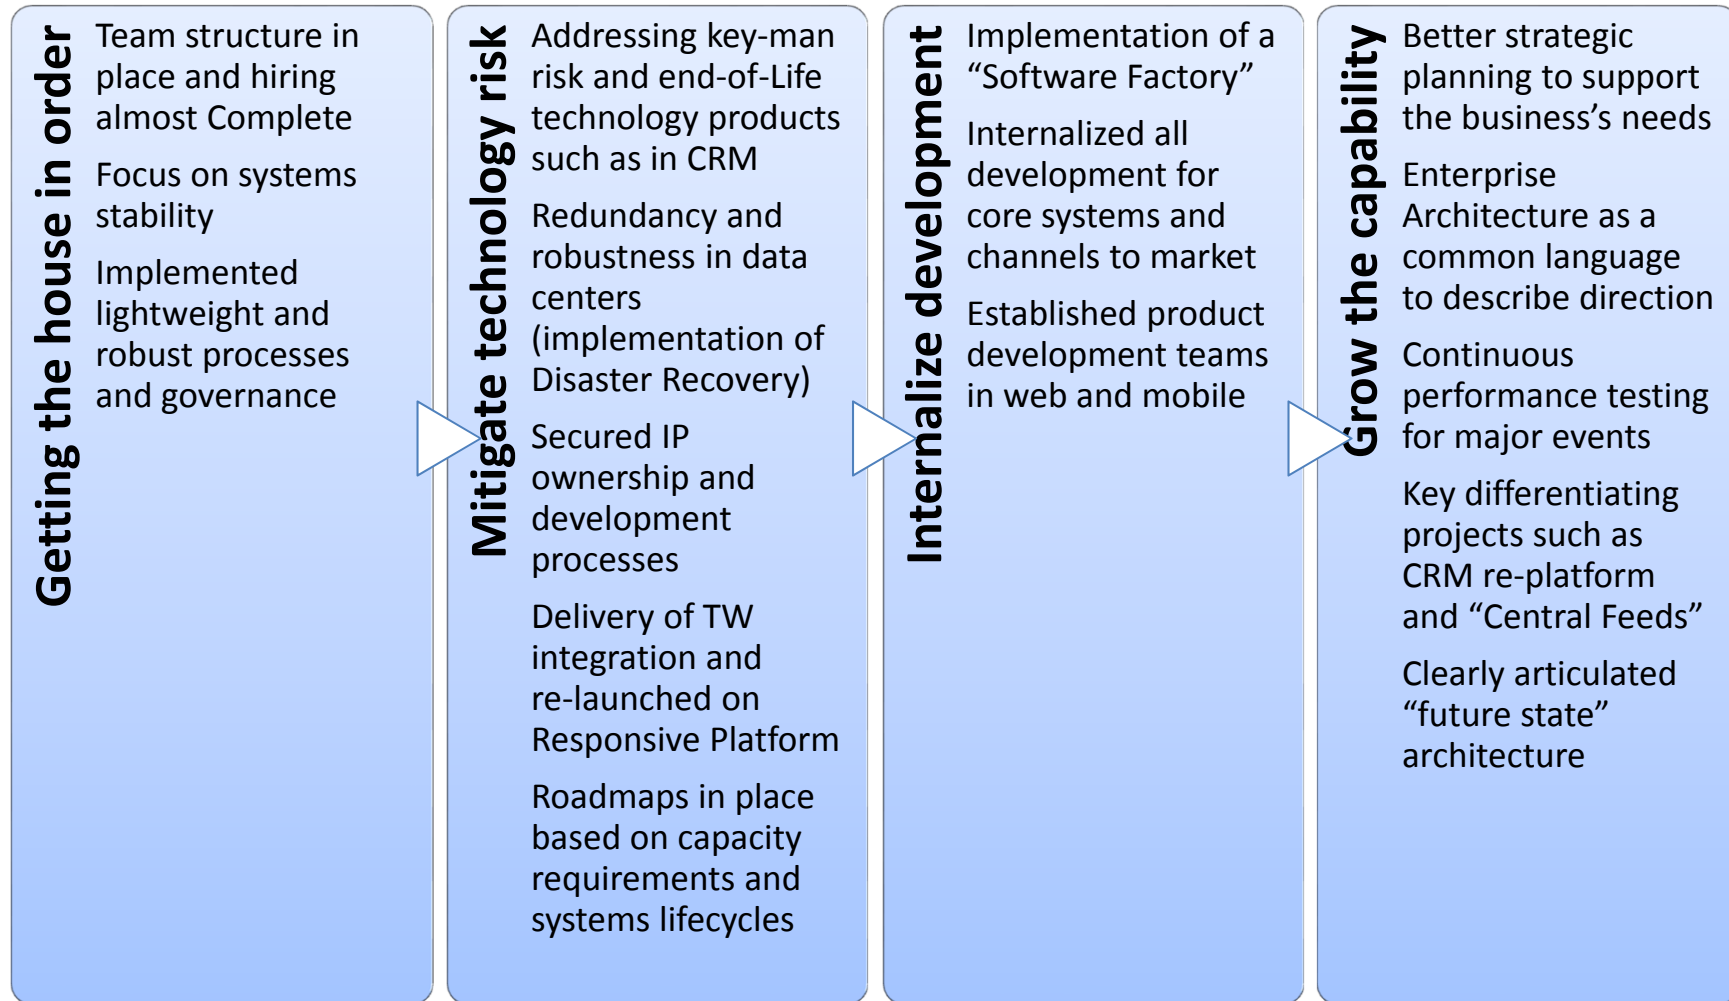 Getting the house in order
Team structure in
place and hiring
almost Complete
Focus on systems
stability
Implemented
lightweight and
robust processes
and governance
Mitigate technology risk
Addressing key-man
risk and end-of-Life
technology products
such as in CRM
Redundancy and
robustness in data
centers
(implementation of
Disaster Recovery)
Secured IP
ownership and
development
processes
Delivery of TW
integration and
re-launched on
Responsive Platform
Roadmaps in place
based on capacity
requirements and
systems lifecycles
Internalize development
Implementation of a
“Software Factory”
Internalized all
development for
core systems and
channels to market
Established product
development teams
in web and mobile
Grow the capability
Better strategic
planning to support
the business’s needs
Enterprise
Architecture as a
common language
to describe direction
Continuous
performance testing
for major events
Key differentiating
projects such as
CRM re-platform
and “Central Feeds”
Clearly articulated
“future state”
architecture